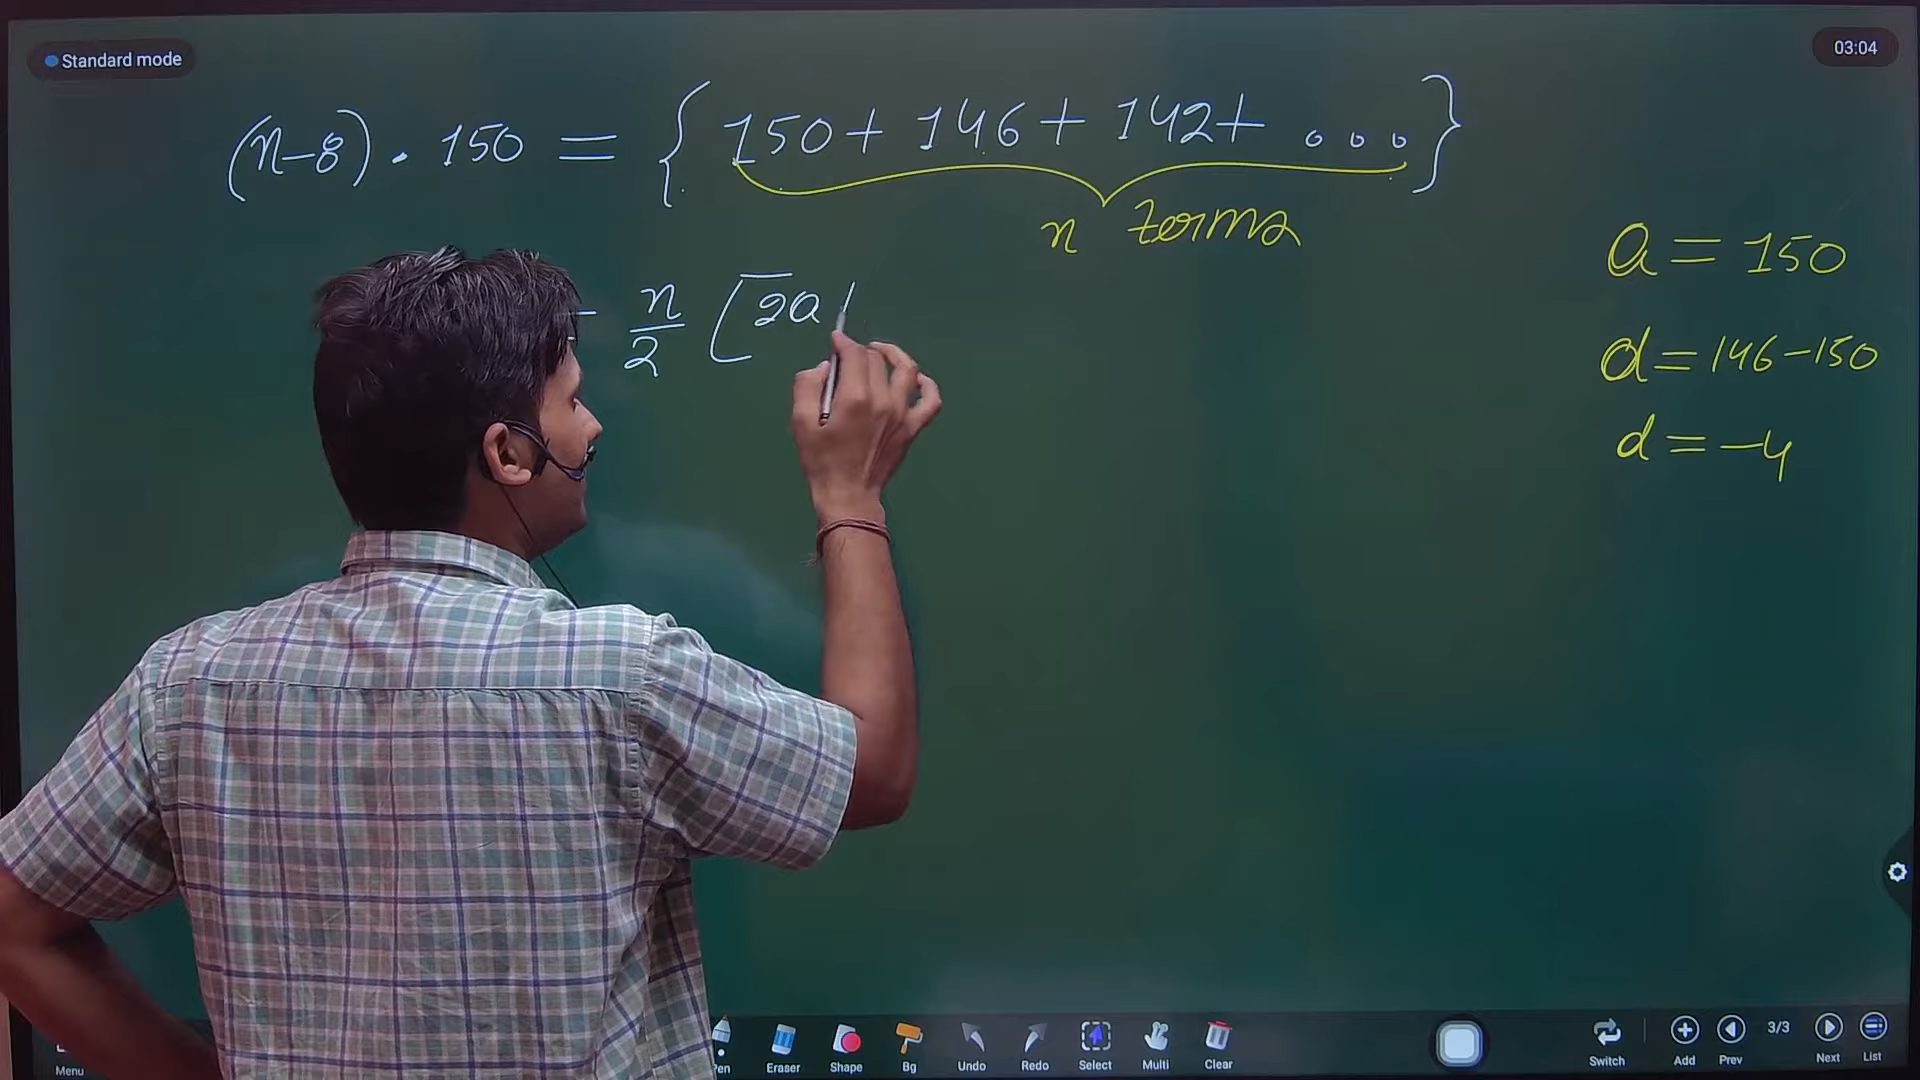 Standard mode
03:04
(n-8) . 150 = { 150 + 146 + 142 + ... }
n terms
a = 150
n/2 [2a
d = 146 - 150
d = -4
Menu
Pen
Eraser
Shape
Bg
Undo
Redo
Select
Multi
Clear
Switch
Add
Prev
3/3
Next
List